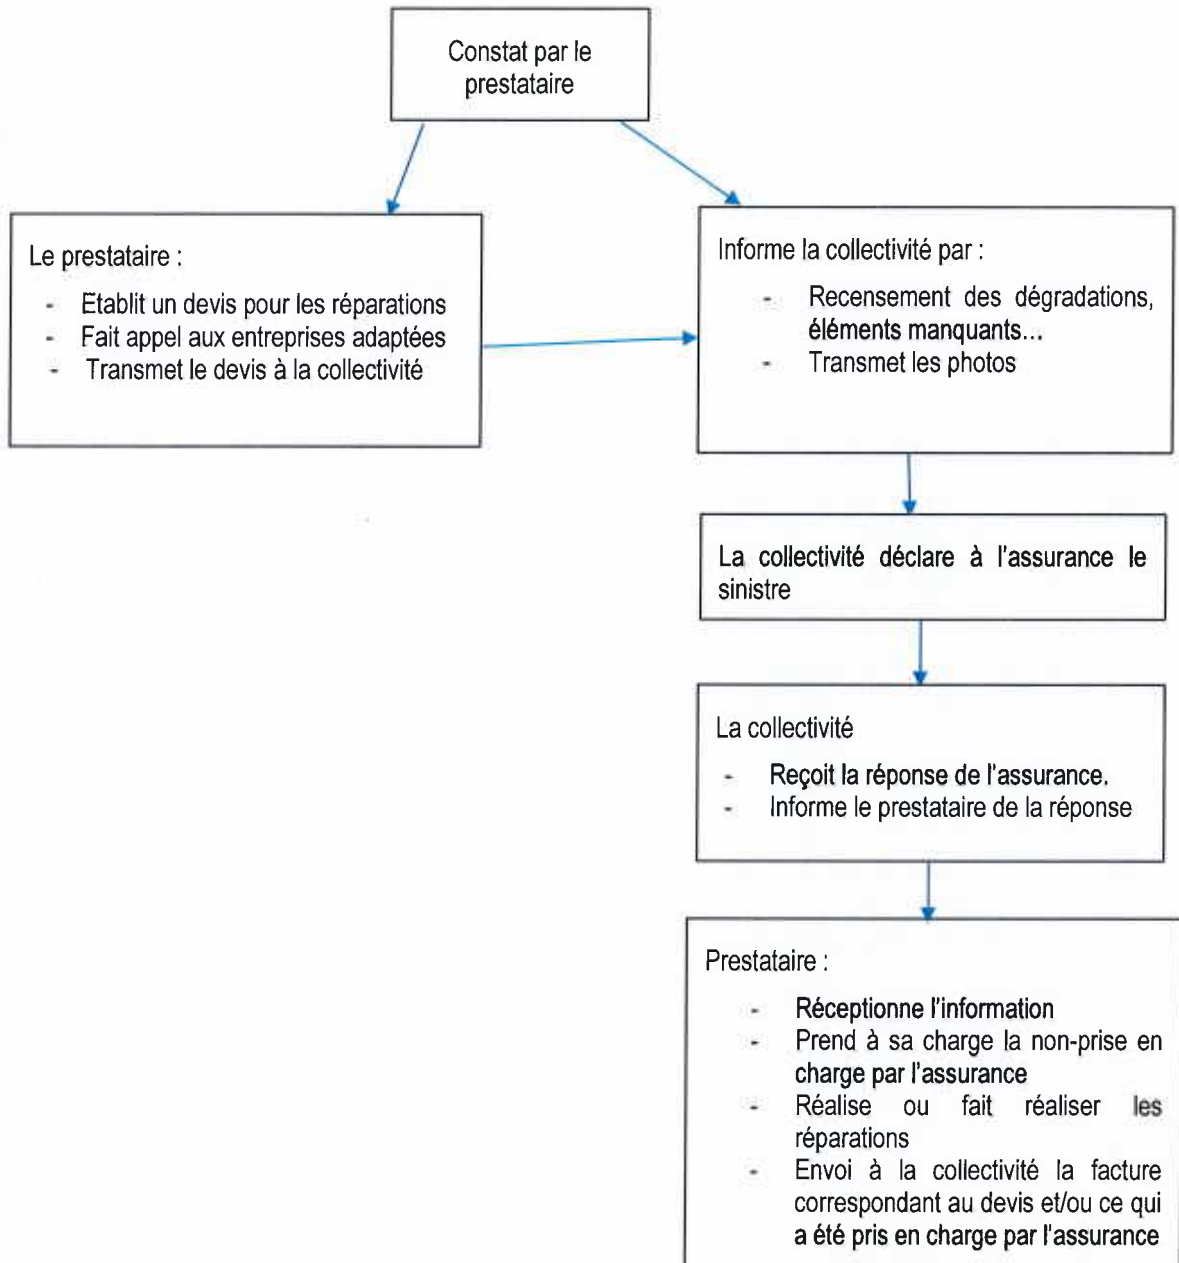 Constat par le
prestataire
Le prestataire :
- Etablit un devis pour les réparations
- Fait appel aux entreprises adaptées
- Transmet le devis à la collectivité
Informe la collectivité par :
- Recensement des dégradations,
éléments manquants...
- Transmet les photos
La collectivité déclare à l'assurance le
sinistre
La collectivité
- Reçoit la réponse de l'assurance.
- Informe le prestataire de la réponse
Prestataire :
- Réceptionne l'information
- Prend à sa charge la non-prise en
charge par l'assurance
- Réalise ou fait réaliser les
réparations
- Envoi à la collectivité la facture
correspondant au devis et/ou ce qui
a été pris en charge par l'assurance